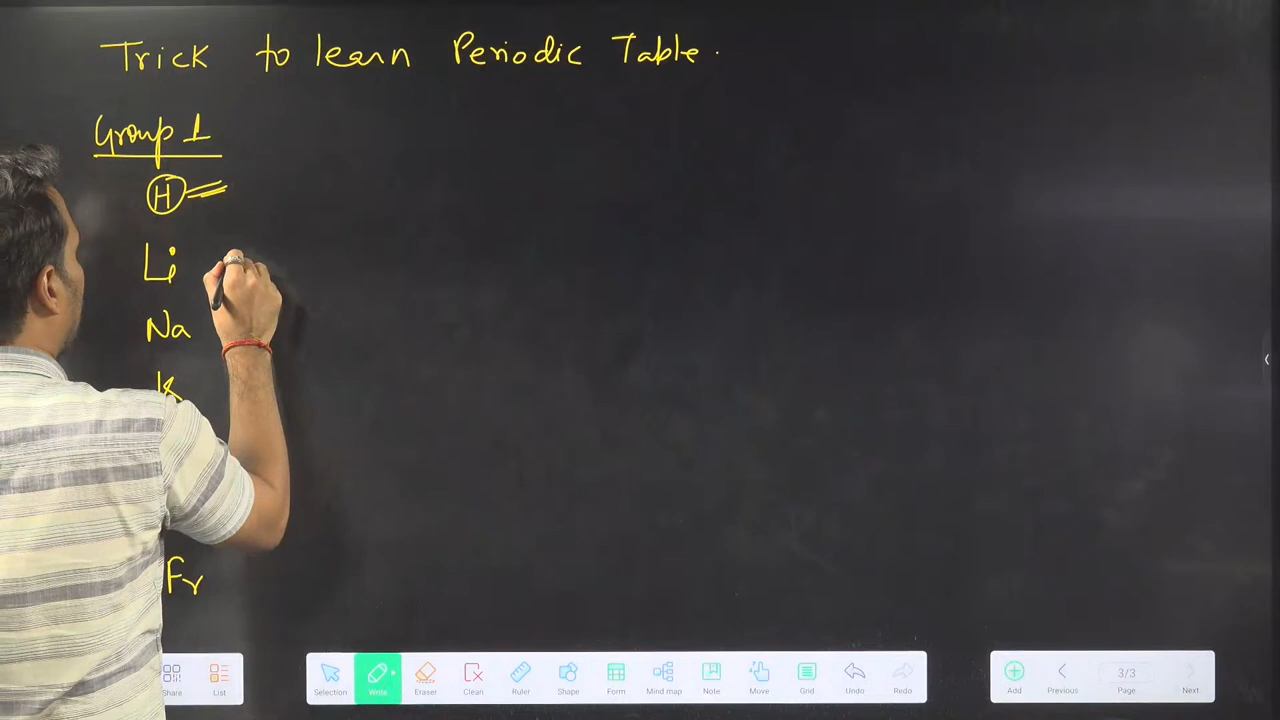 Trick to learn Periodic Table.
Group 1
H
Li
Na
K
Fr
Share List Selection Write Eraser Clean Ruler Shape Form Mind map Note Move Grid Undo Redo Add Previous 3/3 Page Next